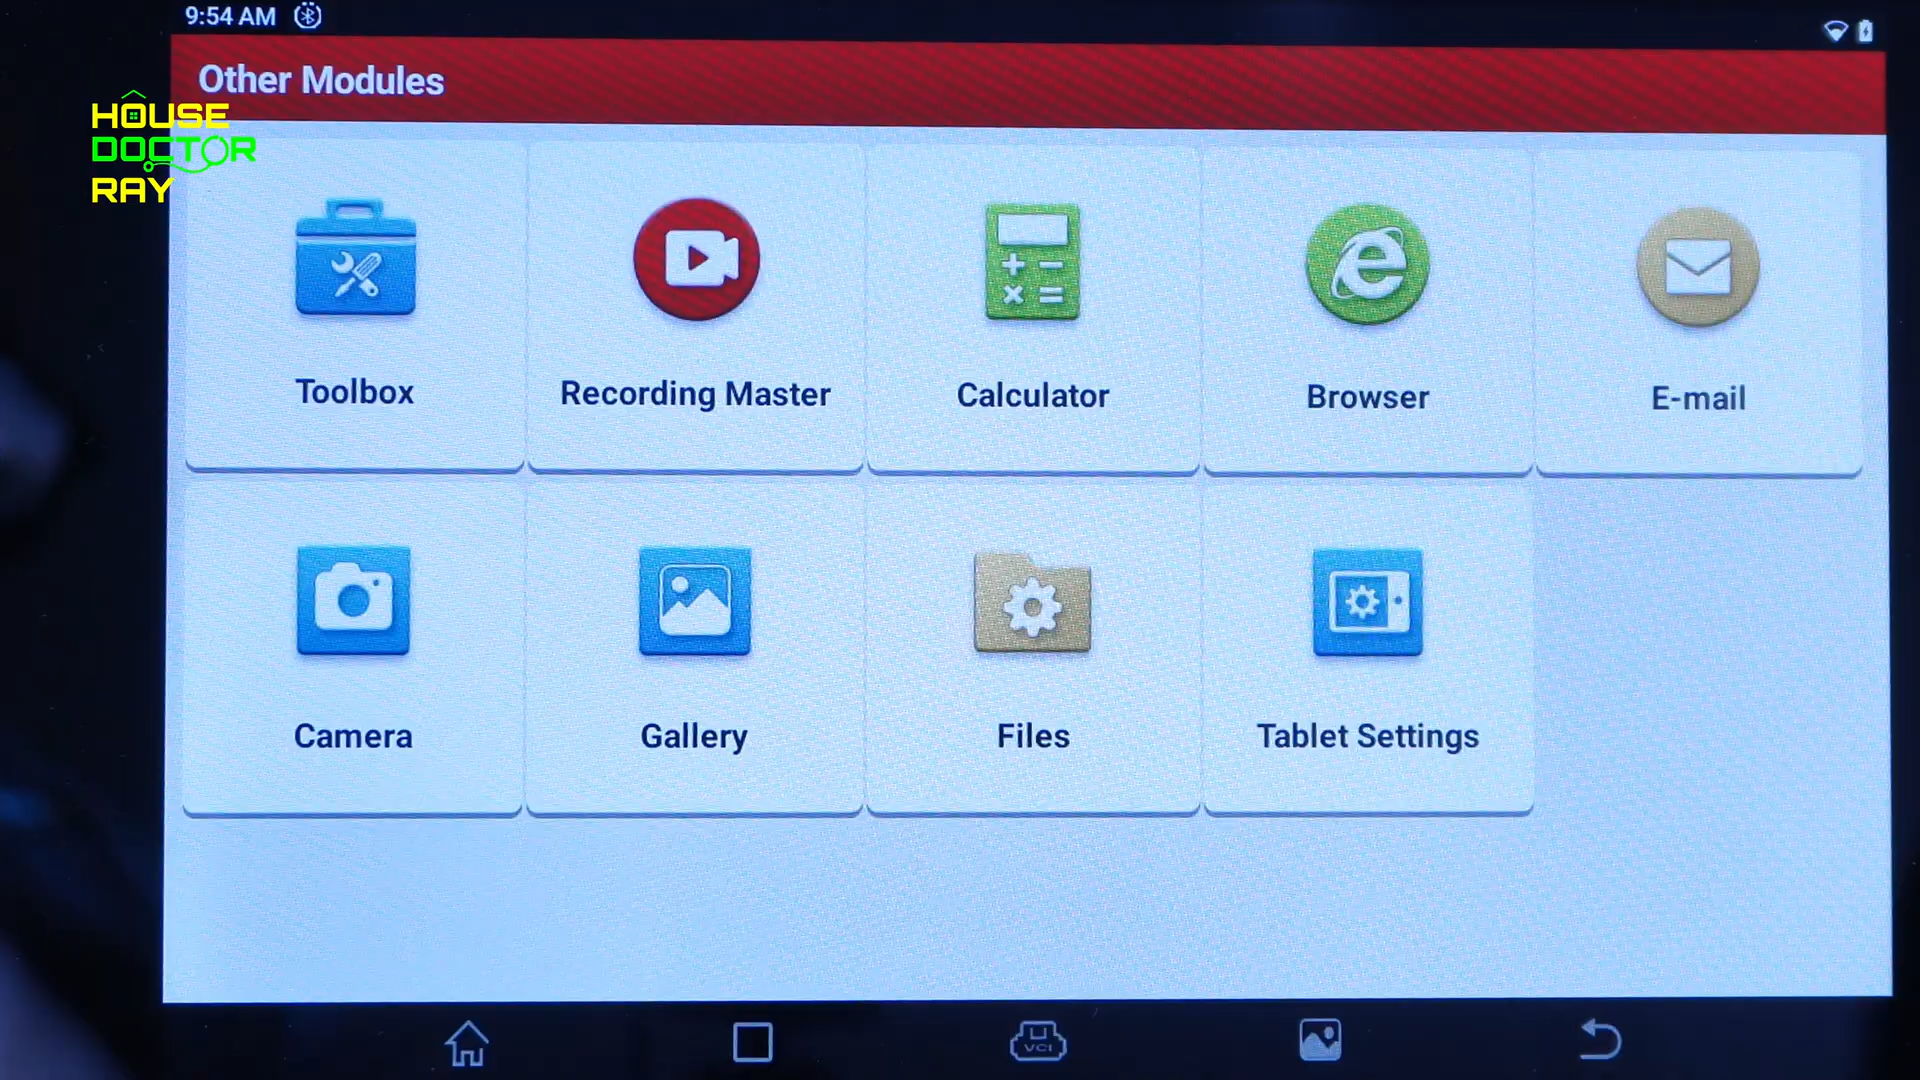 9:54 AM
Other Modules
HOUSE
DOCTOR
RAY
Toolbox
Recording Master
Calculator
Browser
E-mail
Camera
Gallery
Files
Tablet Settings
VCI